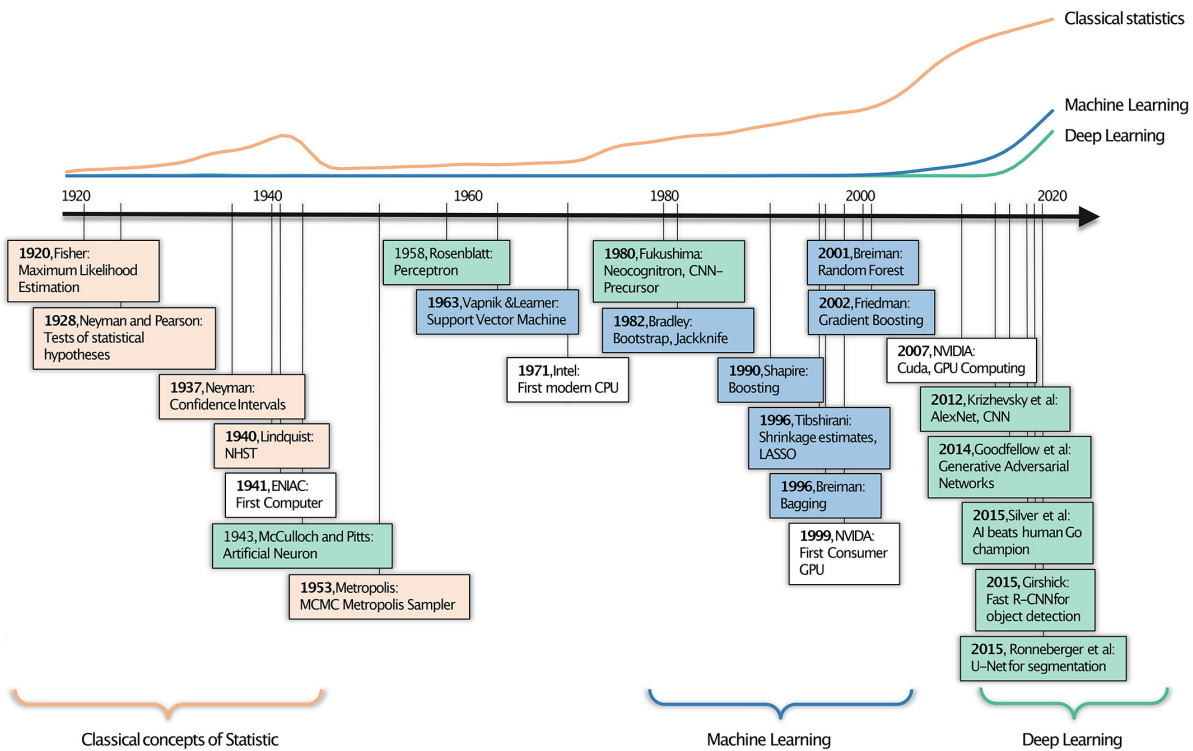 Classical statistics
Machine Learning
Deep Learning
1920
1940
1960
1980
2000
2020
1920,Fisher:
Maximum Likelihood
Estimation
1928,Neyman and Pearson:
Tests of statistical
hypotheses
1937,Neyman:
Confidence Intervals
1940,Lindquist:
NHST
1941,ENIAC:
First Computer
1943,McCulloch and Pitts:
Artificial Neuron
1953,Metropolis:
MCMC Metropolis Sampler
1958,Rosenblatt:
Perceptron
1963,Vapnik &Learner:
Support Vector Machine
1971,Intel:
First modern CPU
1980,Fukushima:
Neocognitron, CNN–
Precursor
1982,Bradley:
Bootstrap, Jackknife
1990,Shapire:
Boosting
1996,Tibshirani:
Shrinkage estimates,
LASSO
1996,Breiman:
Bagging
1999,NVIDA:
First Consumer
GPU
2001,Breiman:
Random Forest
2002,Friedman:
Gradient Boosting
2007,NVIDIA:
Cuda, GPU Computing
2012,Krizhevsky et al:
AlexNet, CNN
2014,Goodfellow et al:
Generative Adversarial
Networks
2015,Silver et al:
AI beats human Go
champion
2015, Girshick:
Fast R–CNN for
object detection
2015, Ronneberger et al:
U–Net for segmentation
Classical concepts of Statistic
Machine Learning
Deep Learning